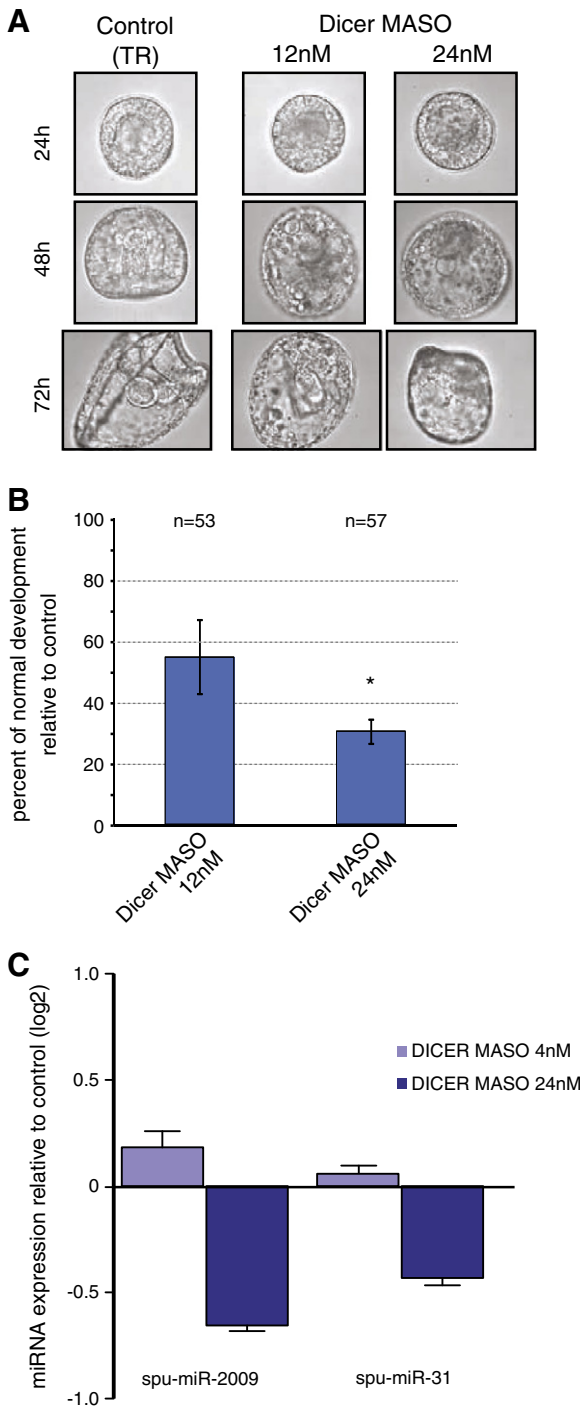 A
Control
(TR)
Dicer MASO
12nM
24nM
24h
48h
72h
B
percent of normal development
relative to control
100
80
60
40
20
0
n=53
n=57
*
Dicer MASO
12nM
Dicer MASO
24nM
C
miRNA expression relative to control (log2)
1.0
0.5
0
-0.5
-1.0
DICER MASO 4nM
DICER MASO 24nM
spu-miR-2009
spu-miR-31